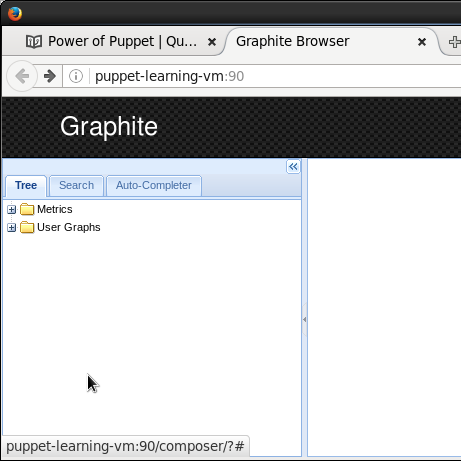 Power of Puppet | Qu...
Graphite Browser
puppet-learning-vm:90
Graphite
Tree
Search
Auto-Completer
Metrics
User Graphs
puppet-learning-vm:90/composer/?#